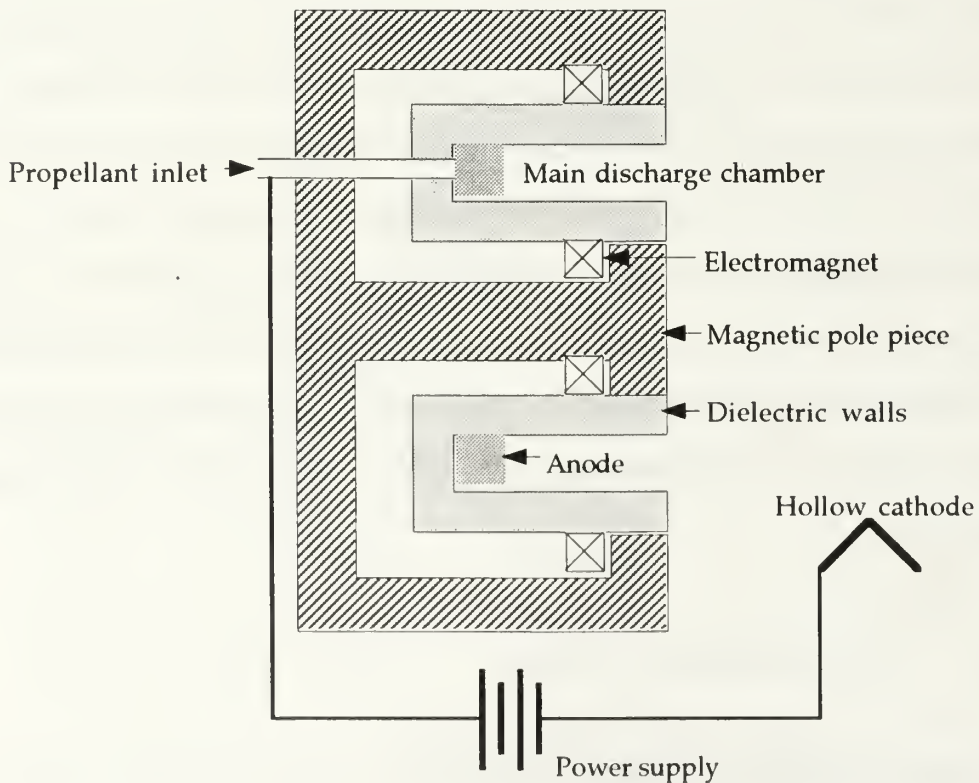 Propellant inlet
Main discharge chamber
Electromagnet
Magnetic pole piece
Dielectric walls
Anode
Hollow cathode
Power supply